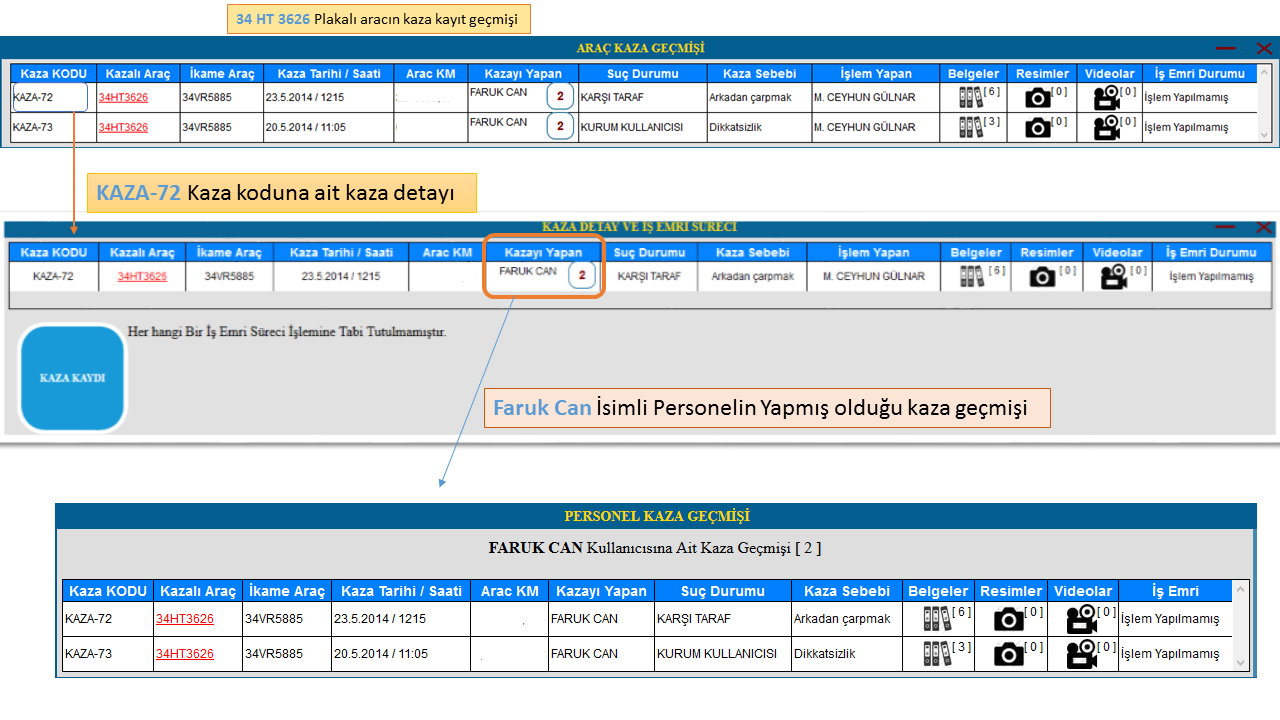 34 HT 3626 Plakalı aracın kaza kayıt geçmişi
ARAÇ KAZA GEÇMİŞİ
Kaza KODU Kazalı Araç İkame Araç Kaza Tarihi / Saati Arac KM Kazayı Yapan Suç Durumu Kaza Sebebi İşlem Yapan Belgeler Resimler Videolar İş Emri Durumu
KAZA-72 34HT3626 34VR5885 23.5.2014 / 1215 FARUK CAN 2 KARŞI TARAF Arkadan çarpmak M. CEYHUN GÜLNAR [ 6 ] [ 0 ] [ 0 ] İşlem Yapılmamış
KAZA-73 34HT3626 34VR5885 20.5.2014 / 11:05 FARUK CAN 2 KURUM KULLANICISI Dikkatsizlik M. CEYHUN GÜLNAR [ 3 ] [ 0 ] [ 0 ] İşlem Yapılmamış
KAZA-72 Kaza koduna ait kaza detayı
KAZA DETAY VE İŞ EMRİ SÜRECİ
Kaza KODU Kazalı Araç İkame Araç Kaza Tarihi / Saati Arac KM Kazayı Yapan Suç Durumu Kaza Sebebi İşlem Yapan Belgeler Resimler Videolar İş Emri Durumu
KAZA-72 34HT3626 34VR5885 23.5.2014 / 1215 FARUK CAN 2 KARŞI TARAF Arkadan çarpmak M. CEYHUN GÜLNAR [ 6 ] [ 0 ] [ 0 ] İşlem Yapılmamış
Her hangi Bir İş Emri Süreci İşlemine Tabi Tutulmamıştır.
KAZA KAYDI
Faruk Can İsimli Personelin Yapmış olduğu kaza geçmişi
PERSONEL KAZA GEÇMİŞİ
FARUK CAN Kullanıcısına Ait Kaza Geçmişi [ 2 ]
Kaza KODU Kazalı Araç İkame Araç Kaza Tarihi / Saati Arac KM Kazayı Yapan Suç Durumu Kaza Sebebi Belgeler Resimler Videolar İş Emri
KAZA-72 34HT3626 34VR5885 23.5.2014 / 1215 FARUK CAN KARŞI TARAF Arkadan çarpmak [ 6 ] [ 0 ] [ 0 ] İşlem Yapılmamış
KAZA-73 34HT3626 34VR5885 20.5.2014 / 11:05 FARUK CAN KURUM KULLANICISI Dikkatsizlik [ 3 ] [ 0 ] [ 0 ] İşlem Yapılmamış